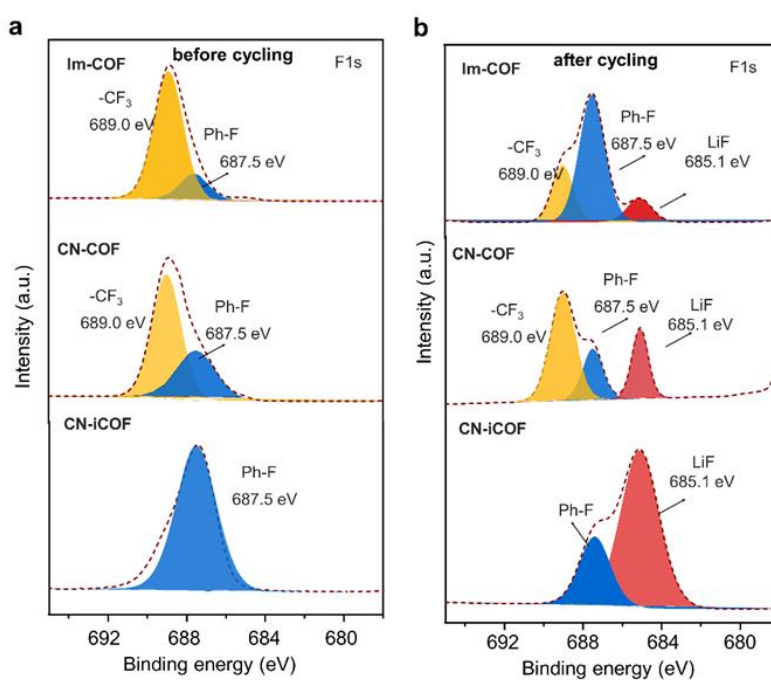 a
before cycling
Im-COF
F1s
-CF₃
689.0 eV
Ph-F
687.5 eV
CN-COF
-CF₃
689.0 eV
Ph-F
687.5 eV
CN-iCOF
Ph-F
687.5 eV
Intensity (a.u.)
692 688 684 680
Binding energy (eV)
b
after cycling
Im-COF
F1s
-CF₃
689.0 eV
Ph-F
687.5 eV
LiF
685.1 eV
CN-COF
-CF₃
689.0 eV
Ph-F
687.5 eV
LiF
685.1 eV
CN-iCOF
Ph-F
LiF
685.1 eV
Intensity (a.u.)
692 688 684 680
Binding energy (eV)